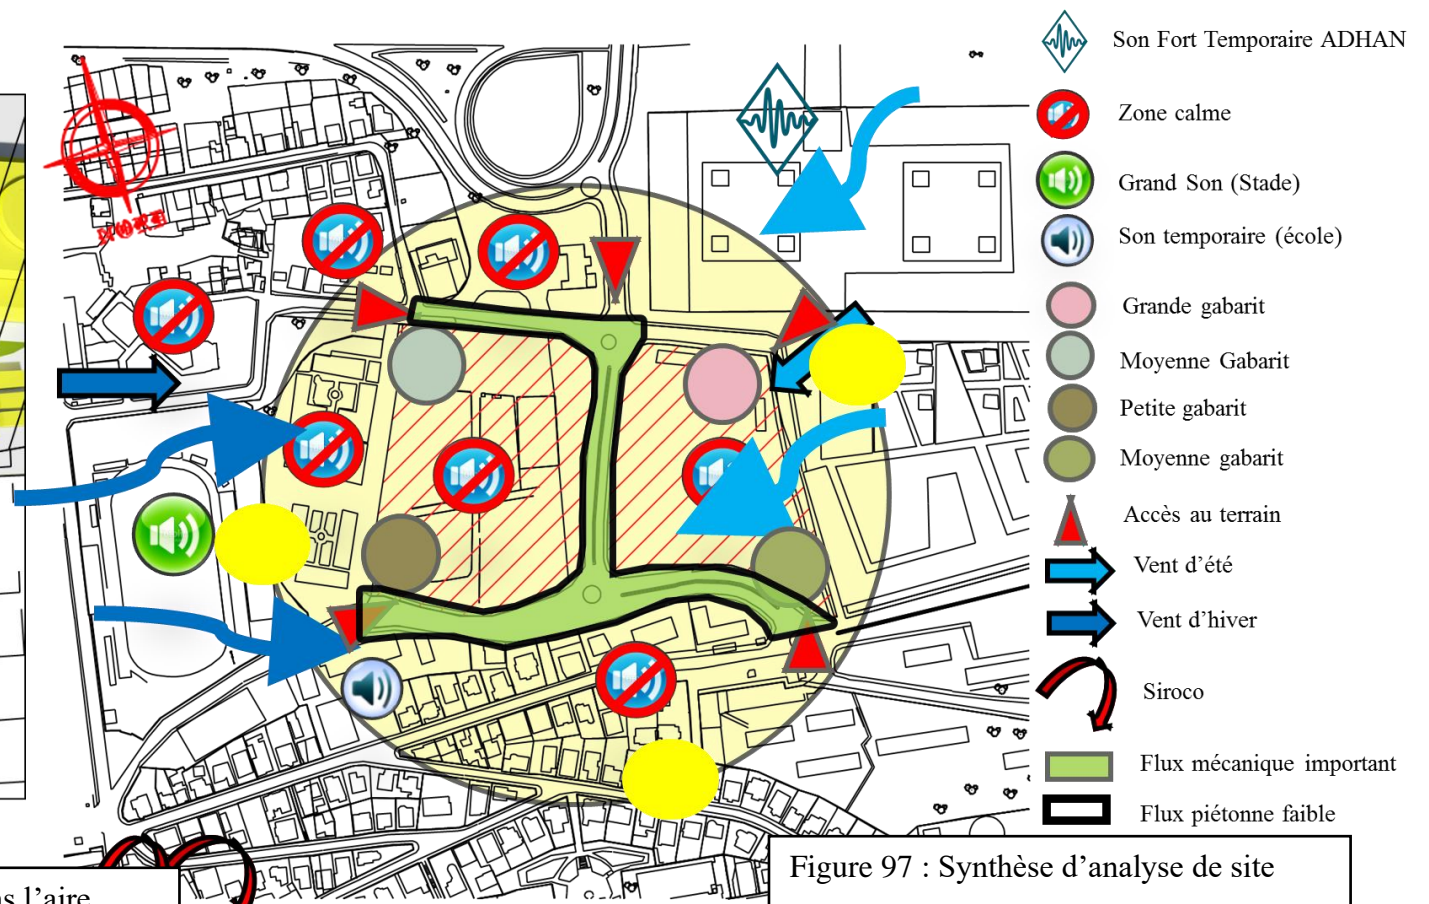 Son Fort Temporaire ADHAN
Zone calme
Grand Son (Stade)
Son temporaire (école)
Grande gabarit
Moyenne Gabarit
Petite gabarit
Moyenne gabarit
Accès au terrain
Vent d’été
Vent d’hiver
Siroco
Flux mécanique important
Flux piétonne faible
Figure 97 : Synthèse d’analyse de site
l’aire